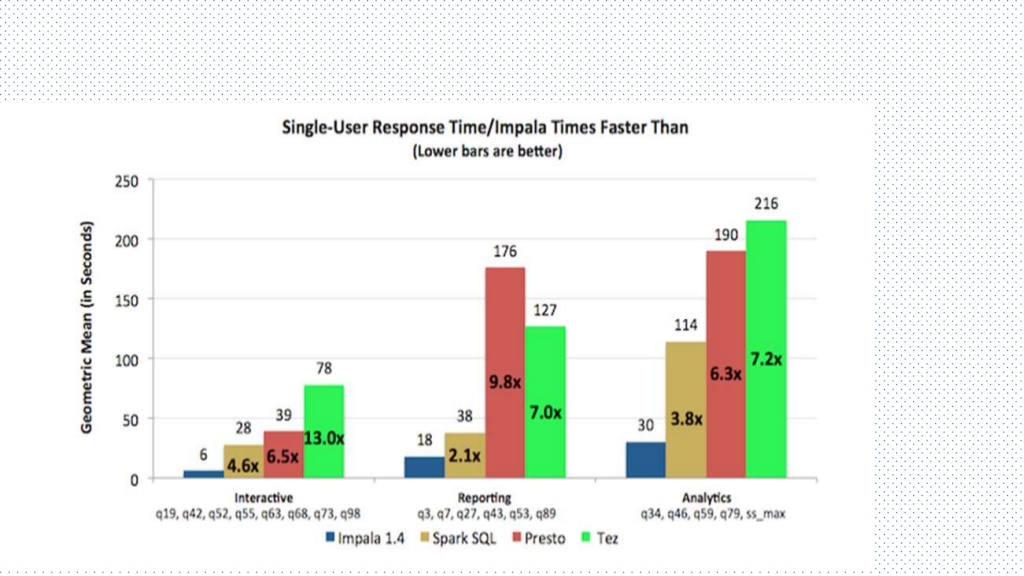 Single-User Response Time/Impala Times Faster Than
(Lower bars are better)
Geometric Mean (in Seconds)
250
200
150
100
50
0
6
28
4.6x
39
6.5x
78
13.0x
18
38
2.1x
176
9.8x
127
7.0x
30
114
3.8x
190
6.3x
216
7.2x
Interactive
q19, q42, q52, q55, q63, q68, q73, q98
Reporting
q3, q7, q27, q43, q53, q89
Analytics
q34, q46, q59, q79, ss_max
Impala 1.4 Spark SQL Presto Tez